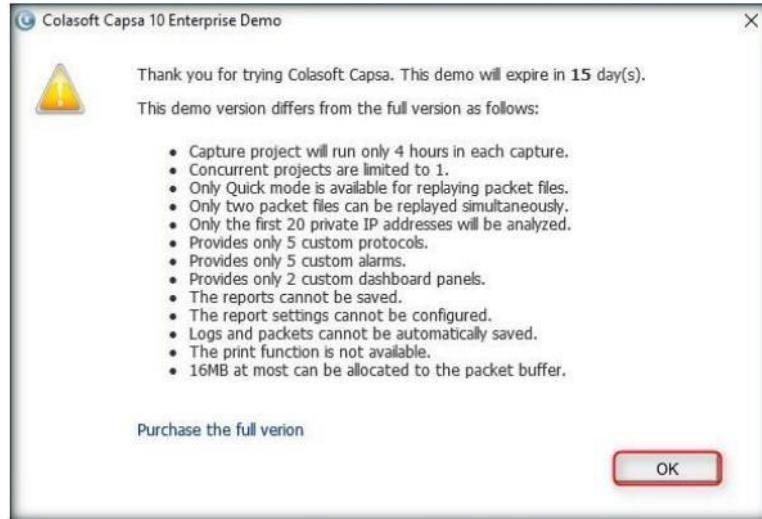 Colasoft Capsa 10 Enterprise Demo
Thank you for trying Colasoft Capsa. This demo will expire in 15 day(s).
This demo version differs from the full version as follows:
• Capture project will run only 4 hours in each capture.
• Concurrent projects are limited to 1.
• Only Quick mode is available for replaying packet files.
• Only two packet files can be replayed simultaneously.
• Only the first 20 private IP addresses will be analyzed.
• Provides only 5 custom protocols.
• Provides only 5 custom alarms.
• Provides only 2 custom dashboard panels.
• The reports cannot be saved.
• The report settings cannot be configured.
• Logs and packets cannot be automatically saved.
• The print function is not available.
• 16MB at most can be allocated to the packet buffer.
Purchase the full verion
OK